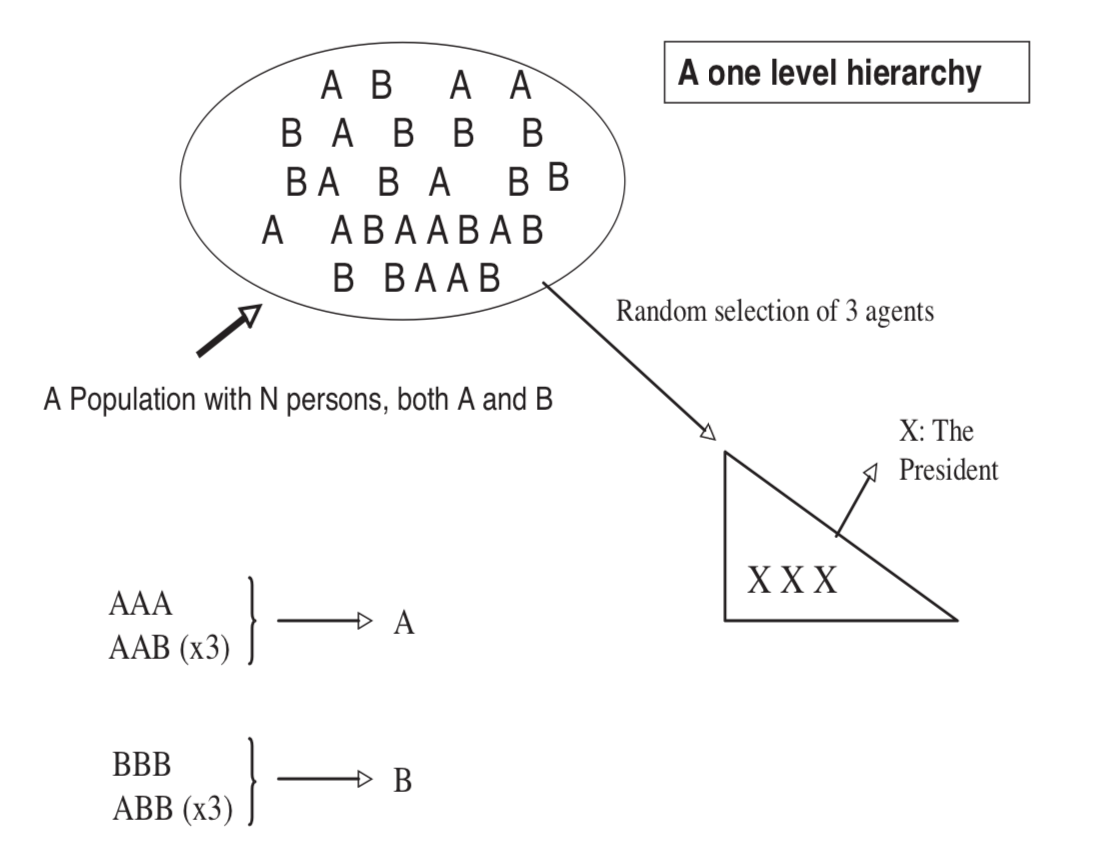 A one level hierarchy
A B A A
B A B B B
B A B A B B
A A B A A B A B
B B A A B
Random selection of 3 agents
A Population with N persons, both A and B
X: The
President
X X X
AAA
AAB (x3)
A
BBB
ABB (x3)
B